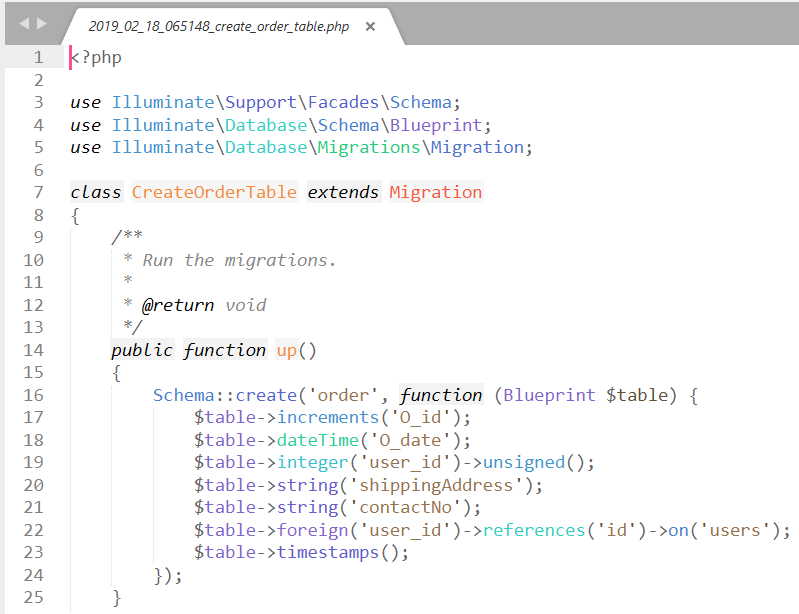 2019_02_18_065148_create_order_table.php ×
1 <?php
2
3 use Illuminate\Support\Facades\Schema;
4 use Illuminate\Database\Schema\Blueprint;
5 use Illuminate\Database\Migrations\Migration;
6
7 class CreateOrderTable extends Migration
8 {
9     /**
10      * Run the migrations.
11      *
12      * @return void
13      */
14     public function up()
15     {
16         Schema::create('order', function (Blueprint $table) {
17             $table->increments('O_id');
18             $table->dateTime('O_date');
19             $table->integer('user_id')->unsigned();
20             $table->string('shippingAddress');
21             $table->string('contactNo');
22             $table->foreign('user_id')->references('id')->on('users');
23             $table->timestamps();
24         });
25     }